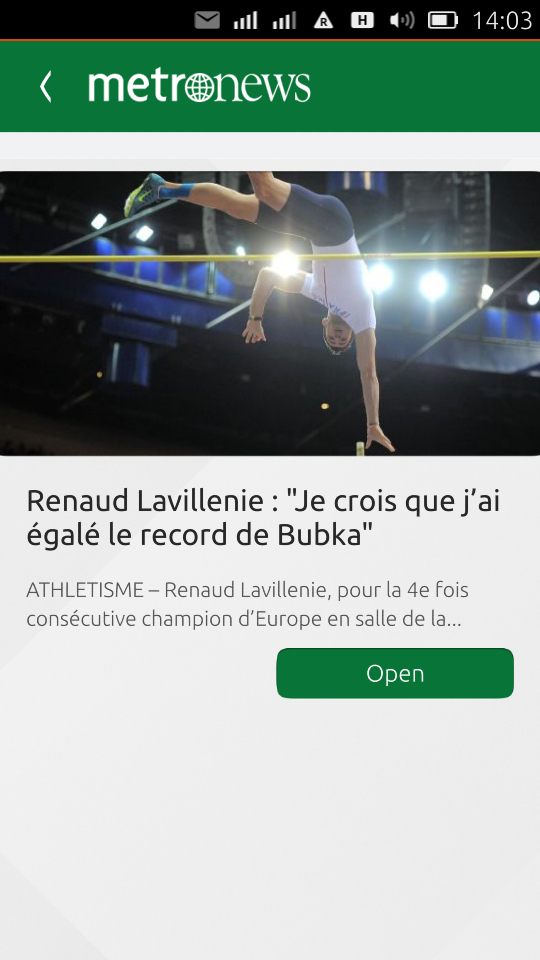 R H 14:03
metronews
Renaud Lavillenie : "Je crois que j’ai
égalé le record de Bubka"
ATHLETISME – Renaud Lavillenie, pour la 4e fois
consécutive champion d’Europe en salle de la...
Open